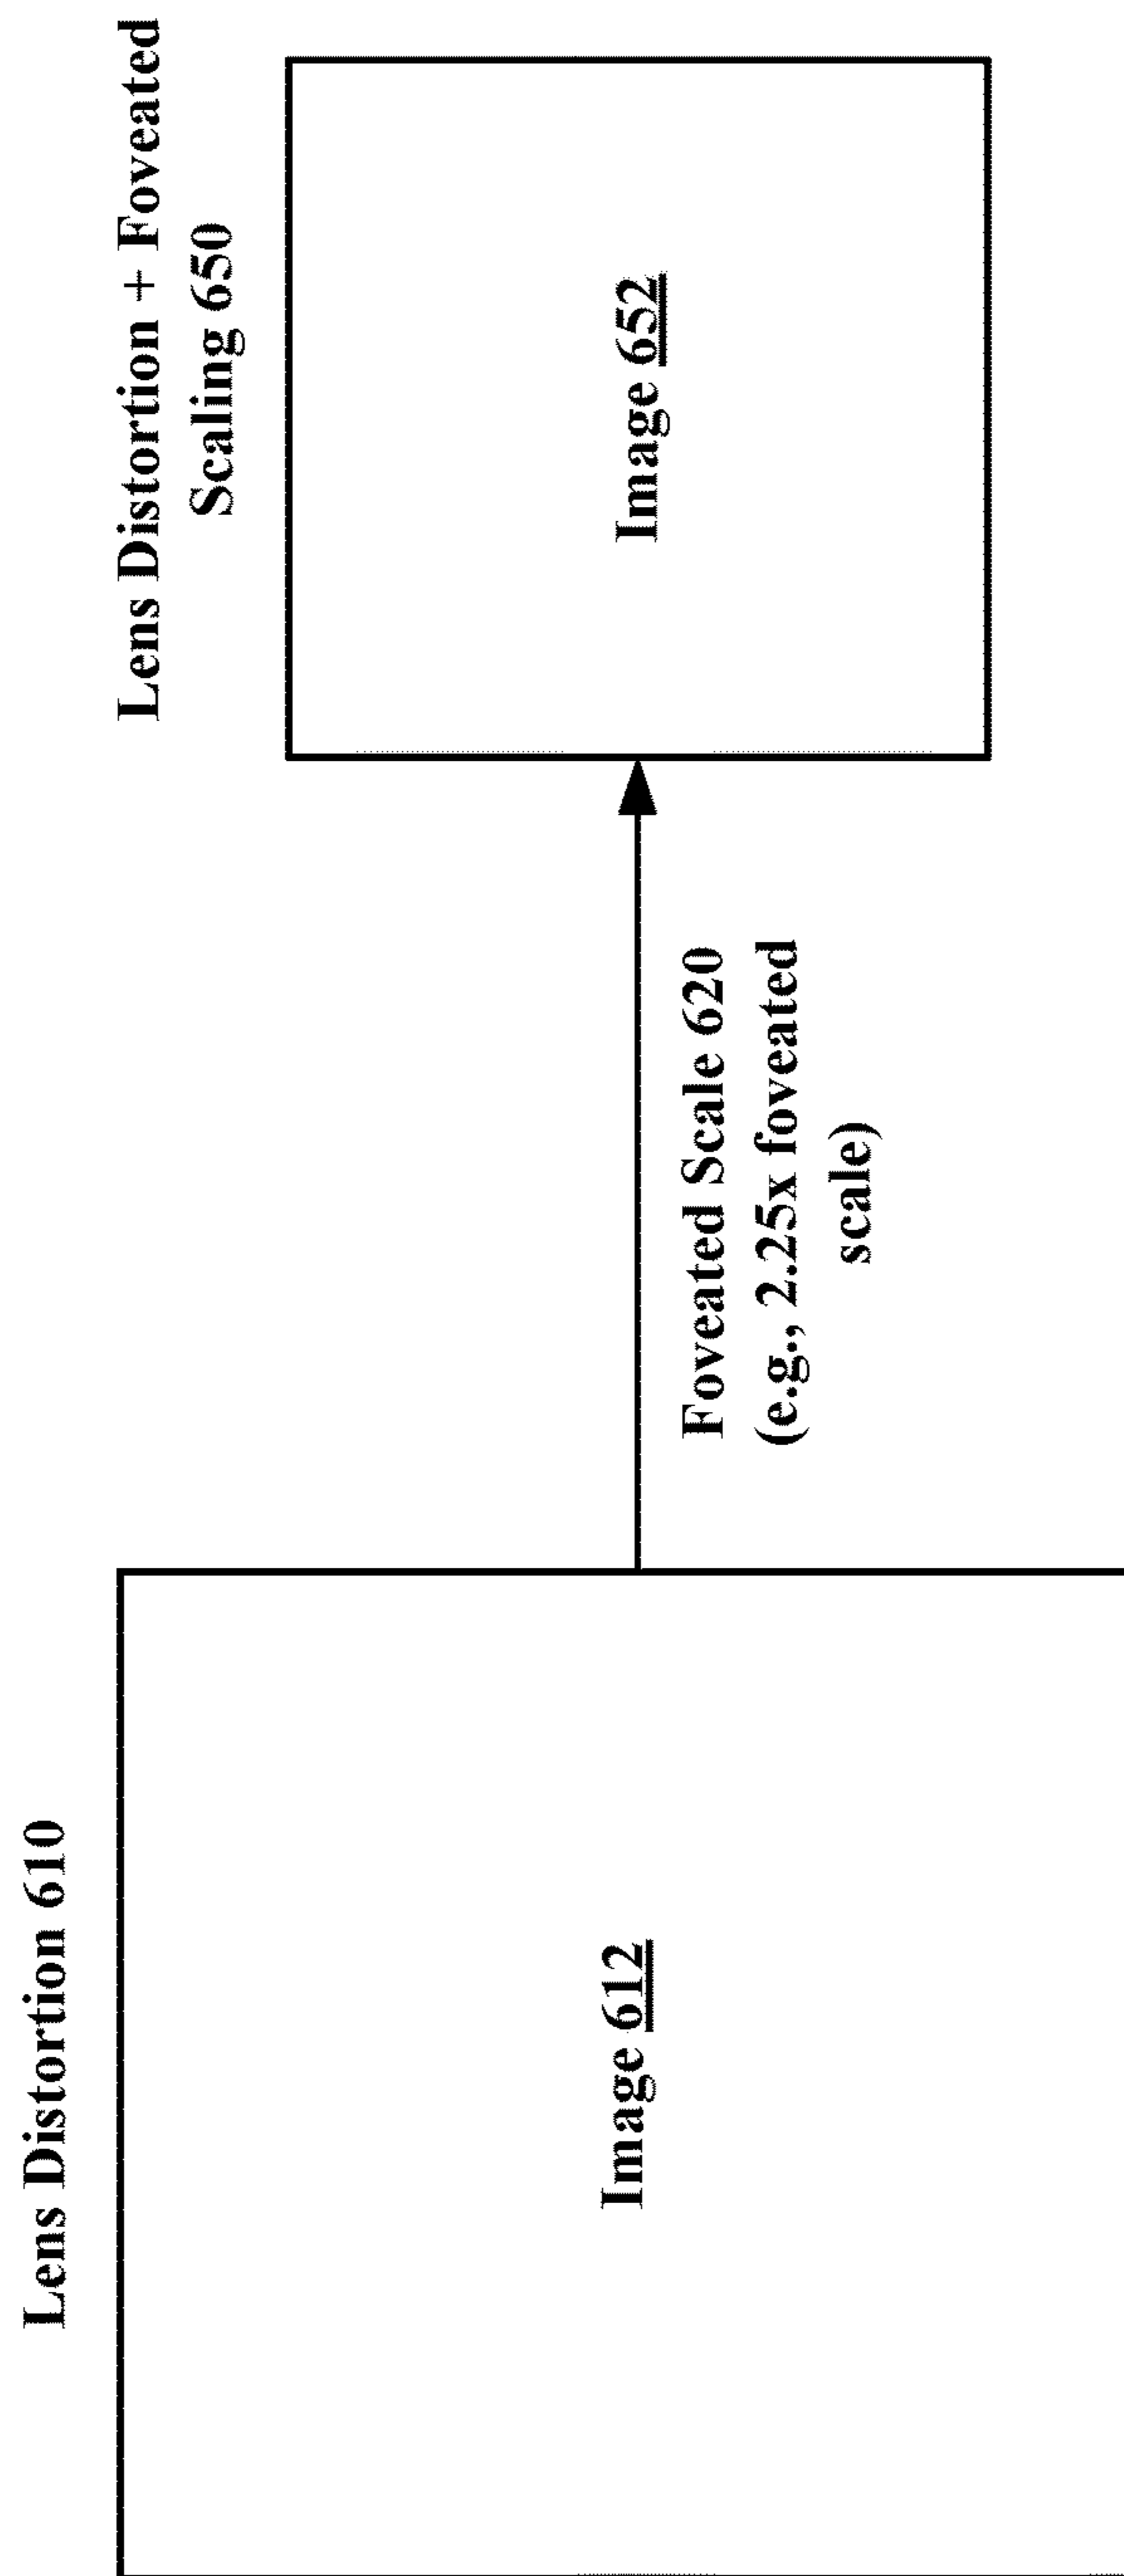 Lens Distortion 610
Image 612
Foveated Scale 620
(e.g., 2.25x foveated
scale)
Lens Distortion + Foveated
Scaling 650
Image 652